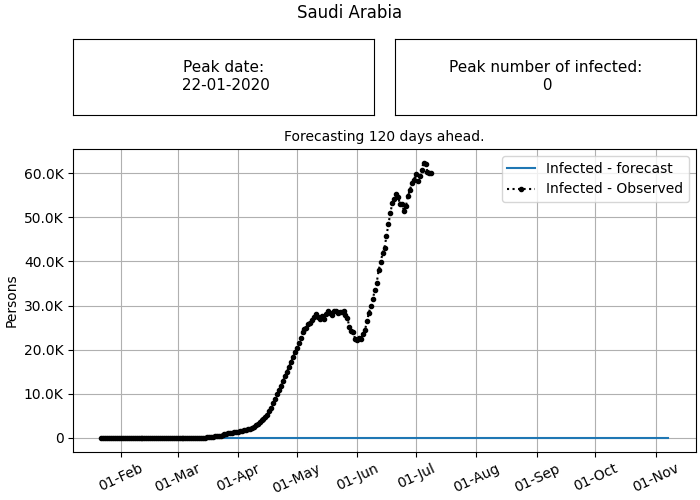 Saudi Arabia
Peak date:
22-01-2020
Peak number of infected:
0
Forecasting 120 days ahead.
Infected - forecast
Infected - Observed
Persons
60.0K
50.0K
40.0K
30.0K
20.0K
10.0K
0
01-Feb
01-Mar
01-Apr
01-May
01-Jun
01-Jul
01-Aug
01-Sep
01-Oct
01-Nov